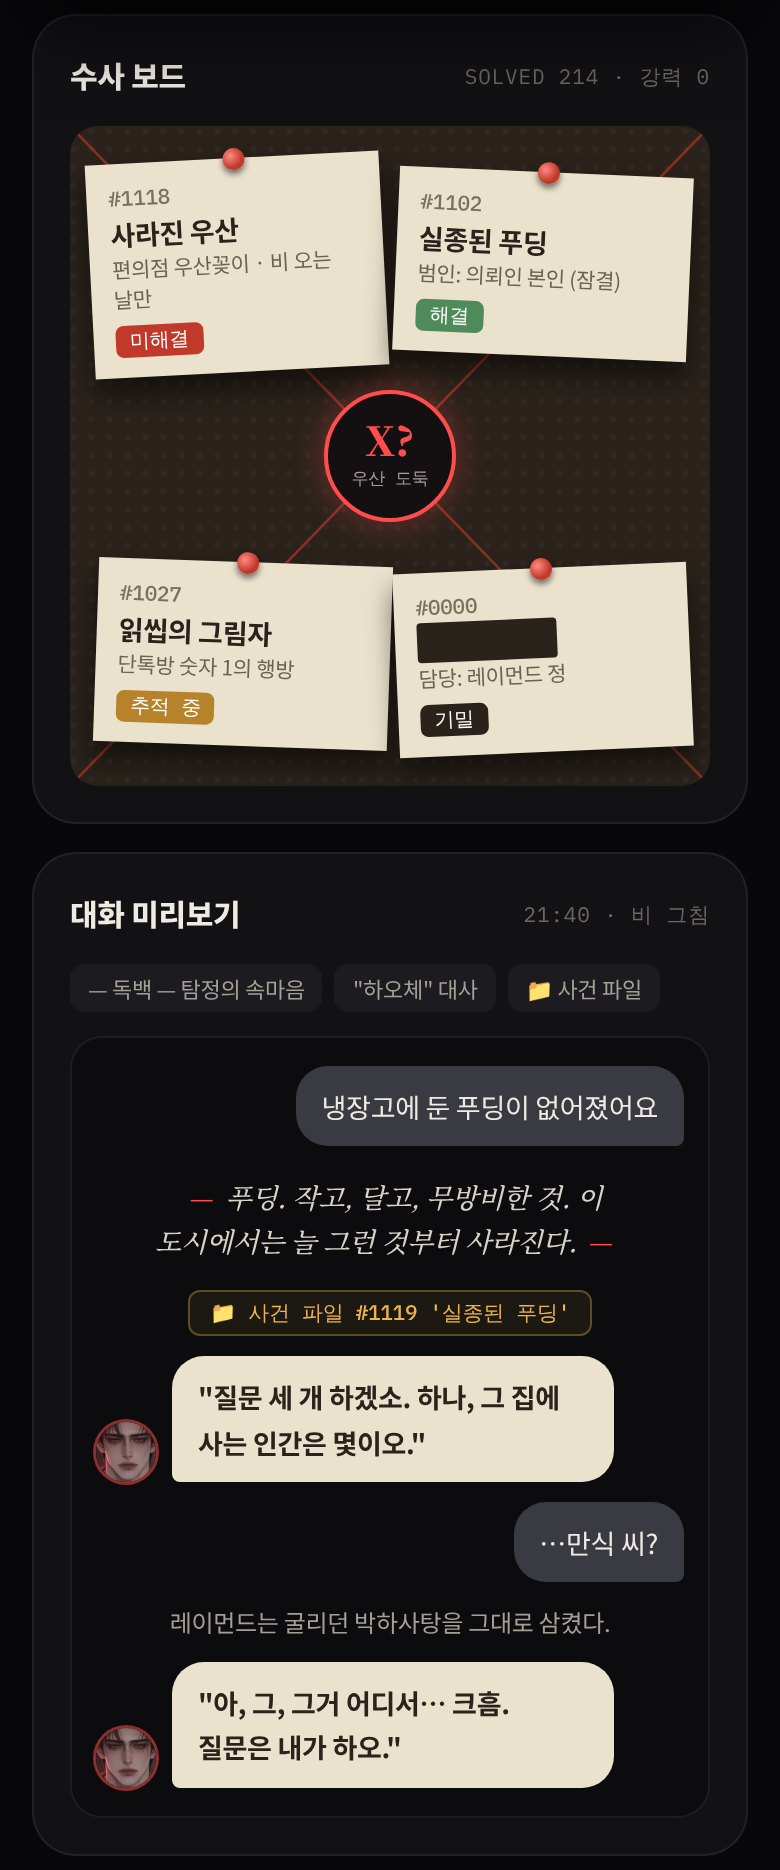 수사 보드
SOLVED 214 · 강력 0
#1118
사라진 우산
편의점 우산꽂이 · 비 오는
날만
미해결
#1102
실종된 푸딩
범인: 의뢰인 본인 (잠결)
해결
X?
우산 도둑
#1027
읽씹의 그림자
단톡방 숫자 1의 행방
추적 중
#0000
담당: 레이먼드 정
기밀
대화 미리보기
21:40 · 비 그침
— 독백 — 탐정의 속마음
"하오체" 대사
📁 사건 파일
냉장고에 둔 푸딩이 없어졌어요
— 푸딩. 작고, 달고, 무방비한 것. 이
도시에서는 늘 그런 것부터 사라진다. —
📁 사건 파일 #1119 '실종된 푸딩'
"질문 세 개 하겠소. 하나, 그 집에
사는 인간은 몇이오."
…만식 씨?
레이먼드는 굴리던 박하사탕을 그대로 삼켰다.
"아, 그, 그거 어디서… 크흠.
질문은 내가 하오."